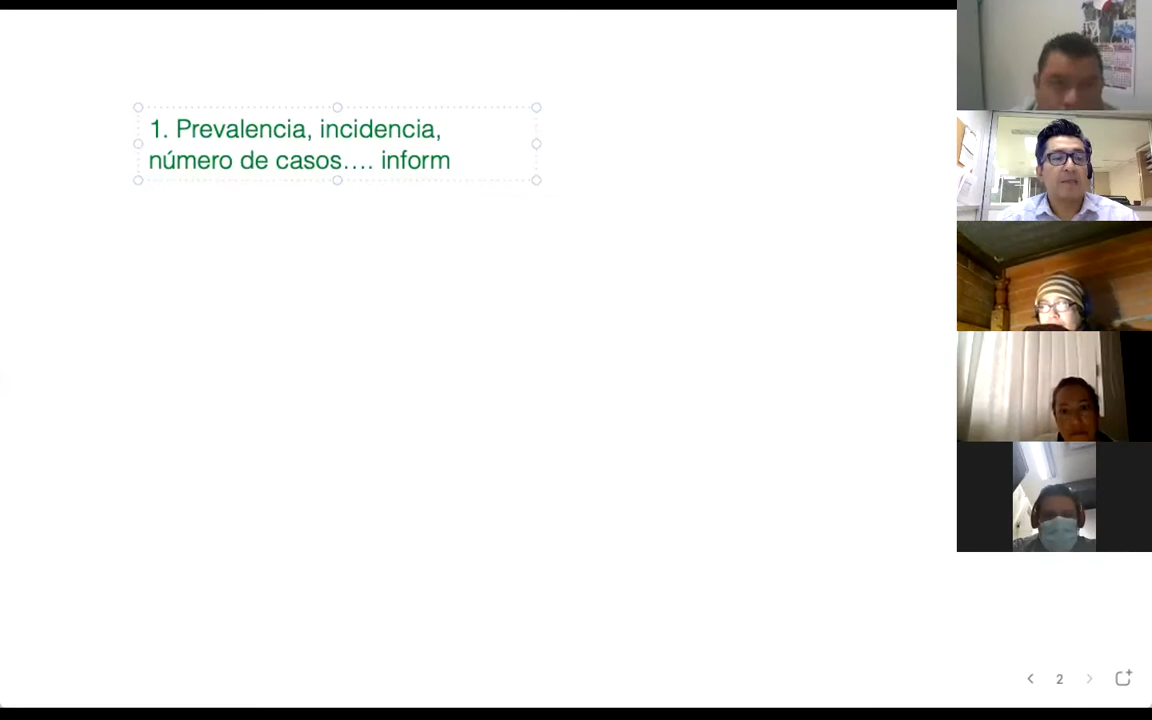 1. Prevalencia, incidencia,
número de casos.... inform
2